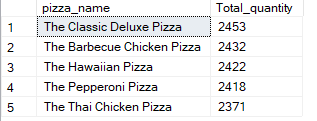 pizza_name Total_quantity
1 The Classic Deluxe Pizza 2453
2 The Barbecue Chicken Pizza 2432
3 The Hawaiian Pizza 2422
4 The Pepperoni Pizza 2418
5 The Thai Chicken Pizza 2371